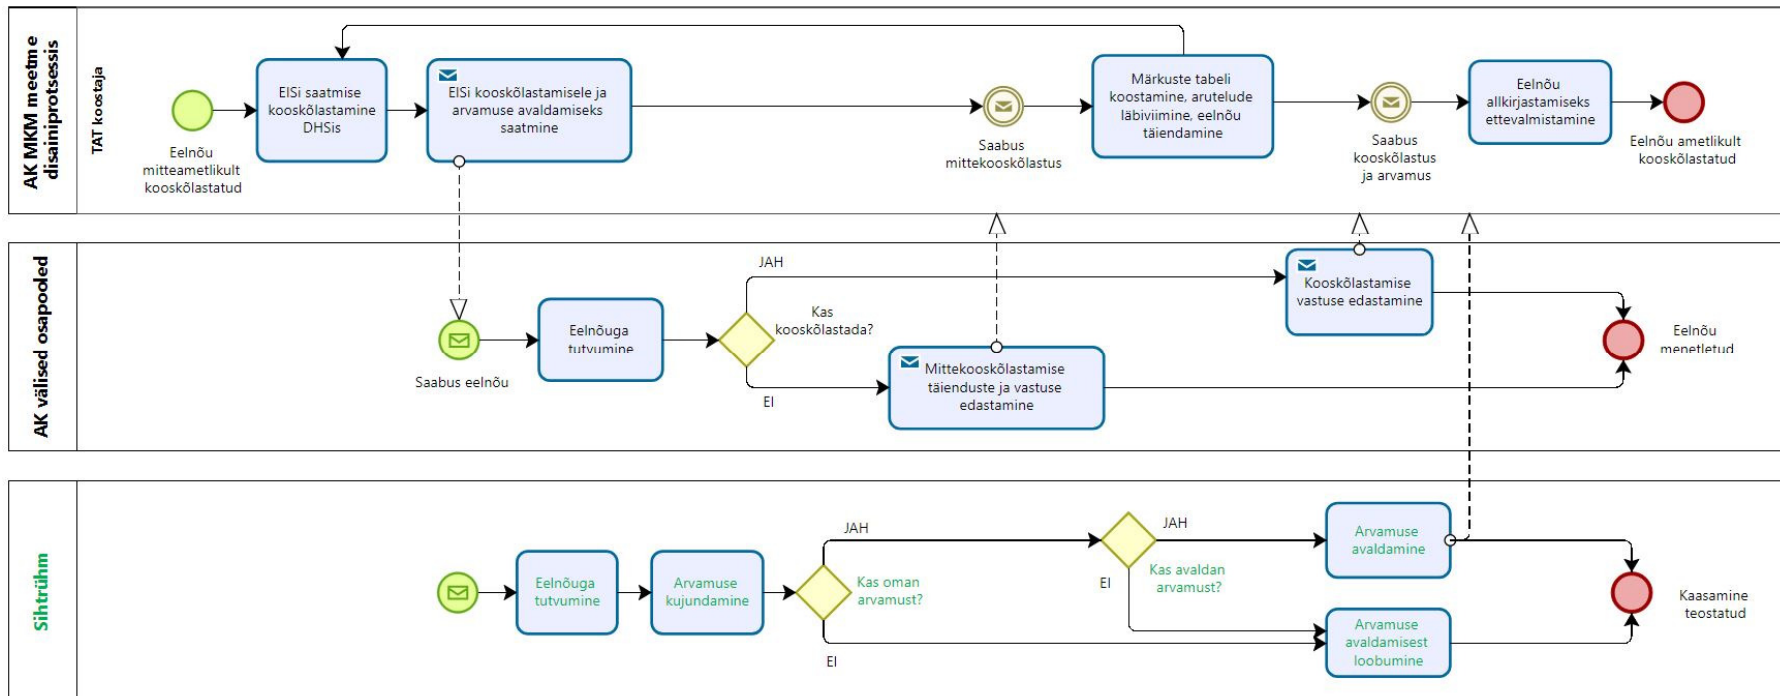 AK MKM meetme
disainiprotsessis
TAT koostaja
Eelnõu
mitteametlikult
kooskõlastatud
EISi saatmise
kooskõlastamine
DHSis
EISi kooskõlastamisele ja
arvamuse avaldamiseks
saatmine
Saabus
mittekooskõlastus
Märkuste tabeli
koostamine, arutelude
läbiviimine, eelnõu
täiendamine
Saabus
kooskõlastus
ja arvamus
Eelnõu
allkirjastamiseks
ettevalmistamine
Eelnõu ametlikult
kooskõlastatud
AK välised osapooled
Saabus eelnõu
Eelnõuga
tutvumine
Kas
kooskõlastada?
JAH
EI
Mittekooskõlastamise
täienduste ja vastuse
edastamine
Kooskõlastamise
vastuse edastamine
Eelnõu
menetletud
Sihtrühm
Eelnõuga
tutvumine
Arvamuse
kujundamine
Kas oman
arvamust?
JAH
EI
Kas avaldan
arvamust?
JAH
EI
Arvamuse
avaldamine
Arvamuse
avaldamisest
loobumine
Kaasamine
teostatud